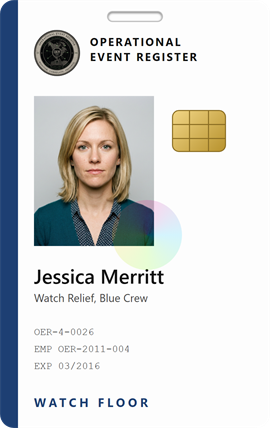 OPERATIONAL
EVENT REGISTER
Jessica Merritt
Watch Relief, Blue Crew
OER-4-0026
EMP OER-2011-004
EXP 03/2016
WATCH FLOOR